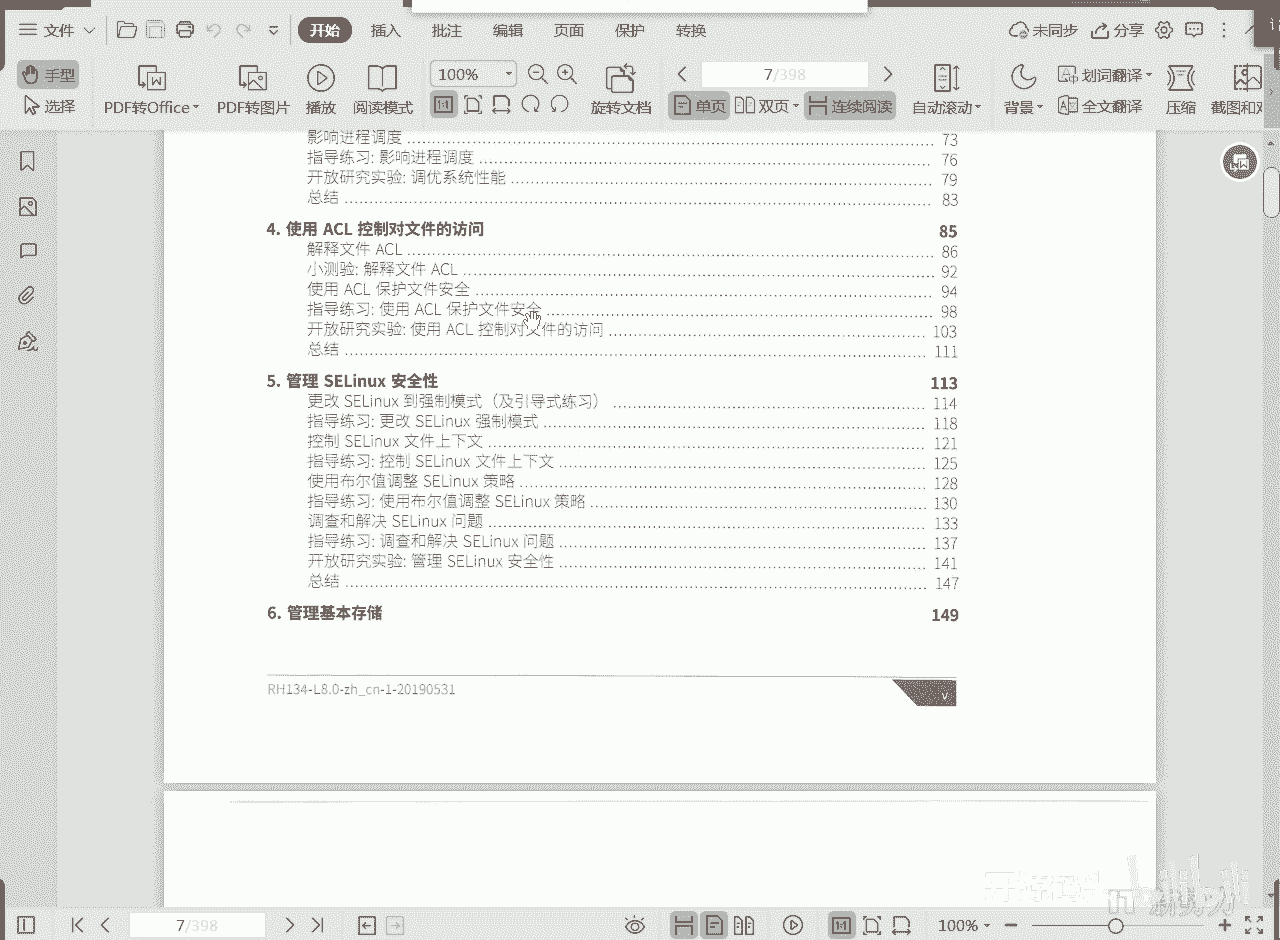 文件
开始 插入 批注 编辑 页面 保护 转换
未同步 分享
手型
选择
PDF转Office
PDF转图片
播放
阅读模式
100%
旋转文档
7/398
单页 双页 连续阅读
自动滚动
背景
划词翻译
全文翻译
压缩
截图和
影响进程调度 73
指导练习: 影响进程调度 76
开放研究实验: 调优系统性能 79
总结 83
4. 使用 ACL 控制对文件的访问 85
解释文件 ACL 86
小测验: 解释文件 ACL 92
使用 ACL 保护文件安全 94
指导练习: 使用 ACL 保护文件安全 98
开放研究实验: 使用 ACL 控制对文件的访问 103
总结 111
5. 管理 SELinux 安全性 113
更改 SELinux 到强制模式（及引导式练习） 114
指导练习: 更改 SELinux 强制模式 118
控制 SELinux 文件上下文 121
指导练习: 控制 SELinux 文件上下文 125
使用布尔值调整 SELinux 策略 128
指导练习: 使用布尔值调整 SELinux 策略 130
调查和解决 SELinux 问题 133
指导练习: 调查和解决 SELinux 问题 137
开放研究实验: 管理 SELinux 安全性 141
总结 147
6. 管理基本存储 149
RH134-L8.0-zh_cn-1-20190531 v
7/398
100%